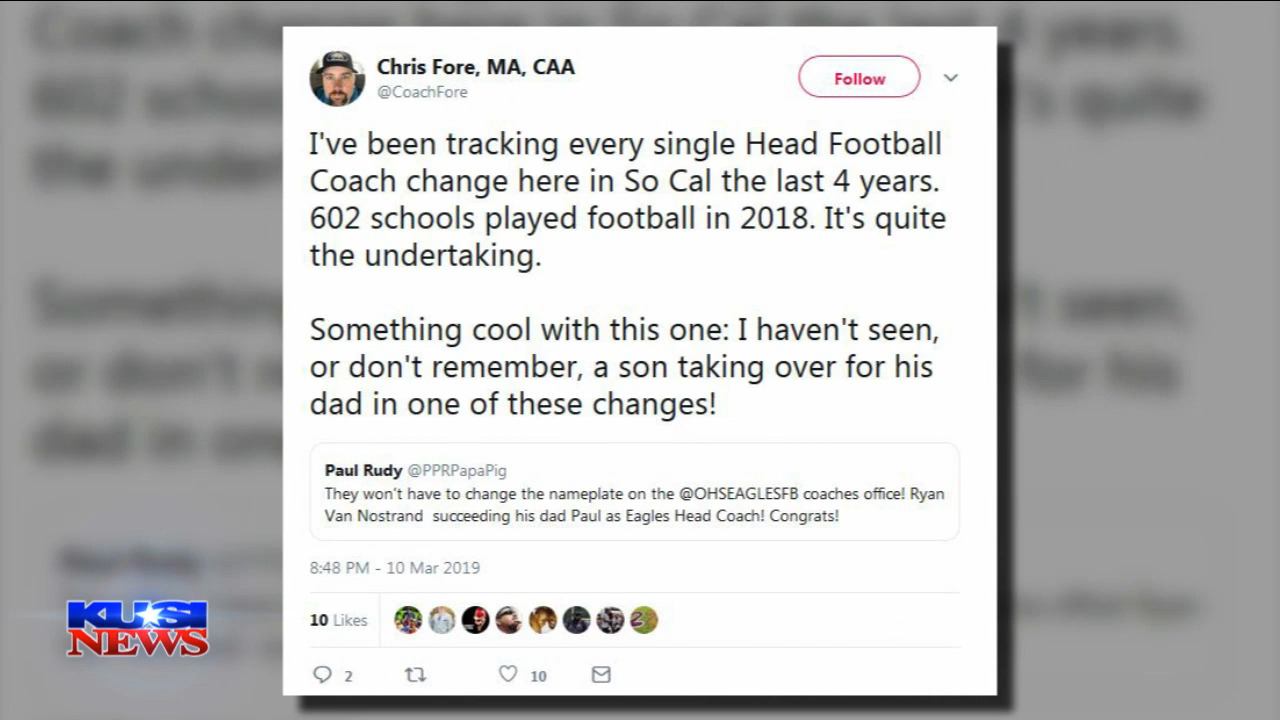 Chris Fore, MA, CAA
@CoachFore
Follow
I've been tracking every single Head Football
Coach change here in So Cal the last 4 years.
602 schools played football in 2018. It's quite
the undertaking.
Something cool with this one: I haven't seen,
or don't remember, a son taking over for his
dad in one of these changes!
Paul Rudy @PPRPapaPig
They won't have to change the nameplate on the @OHSEAGLESFB coaches office! Ryan
Van Nostrand succeeding his dad Paul as Eagles Head Coach! Congrats!
8:48 PM - 10 Mar 2019
10 Likes
2 10
KUSI
NEWS